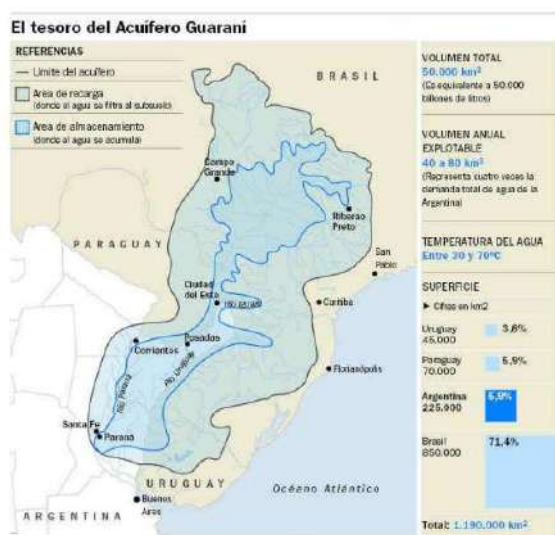 El tesoro del Acuífero Guaraní
REFERENCIAS
Límite del acuífero
Area de recarga
(donde el agua se filtra al subsuelo)
Area de almacenamiento
(donde el agua se acumula)
BRASIL
Campo
Grande
Ribeirao
Preto
PARAGUAY
San
Pablo
Ciudad
del Este
Curitiba
Posadas
Corrientes
Río Paraná
Río Uruguay
Florianópolis
Santa Fe
Paraná
URUGUAY
Buenos
Aires
Océano Atlántico
ARGENTINA
VOLUMEN TOTAL
50.000 km³
(Es equivalente a 50.000
billones de litros)
VOLUMEN ANUAL
EXPLOTABLE
40 a 80 km³
(Representa cuatro veces la
demanda total de agua de la
Argentina)
TEMPERATURA DEL AGUA
Entre 30 y 70ºC
SUPERFICIE
► Cifras en km2
Uruguay
45.000
3,8%
Paraguay
70.000
5,9%
Argentina
225.000
5,9%
Brasil
850.000
71,4%
Total: 1.190.000 km²